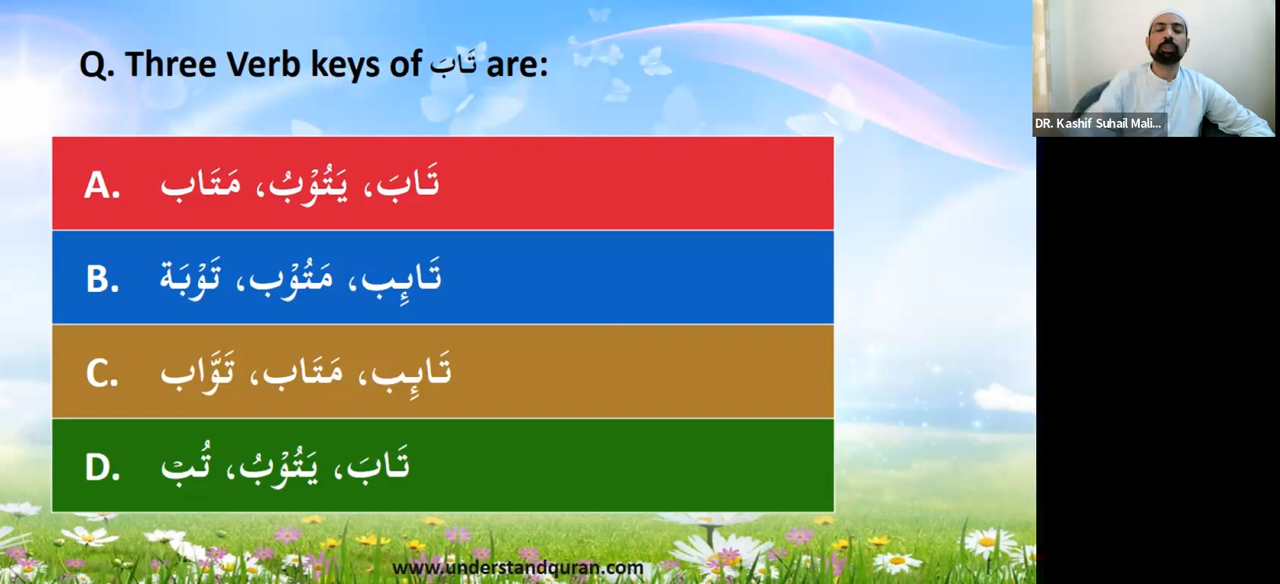 Q. Three Verb keys of تَابَ are:
DR. Kashif Suhail Mali...
A. تَابَ، يَتُوْبُ، مَتَاب
B. تَائِب، مَتُوْب، تَوْبَة
C. تَائِب، مَتَاب، تَوَّاب
D. تَابَ، يَتُوْبُ، تُبْ
www.understandquran.com